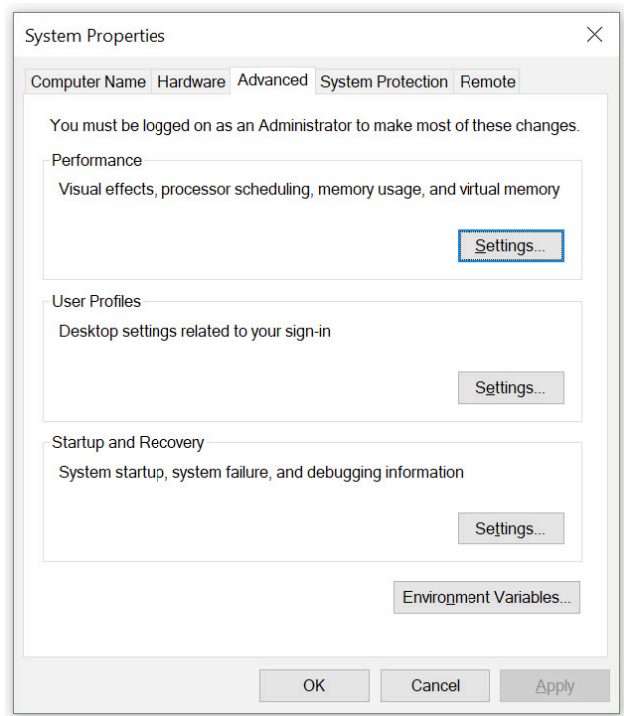 System Properties
Computer Name Hardware Advanced System Protection Remote
You must be logged on as an Administrator to make most of these changes.
Performance
Visual effects, processor scheduling, memory usage, and virtual memory
Settings...
User Profiles
Desktop settings related to your sign-in
Settings...
Startup and Recovery
System startup, system failure, and debugging information
Settings...
Environment Variables...
OK Cancel Apply